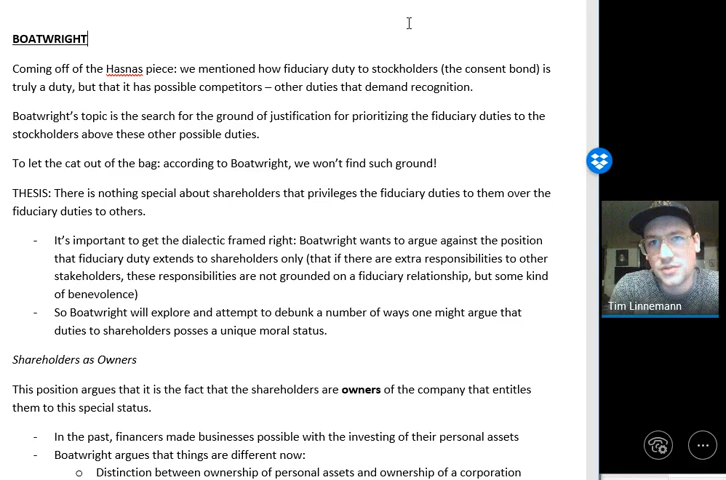 BOATWRIGHT
Coming off of the Hasnas piece: we mentioned how fiduciary duty to stockholders (the consent bond) is
truly a duty, but that it has possible competitors – other duties that demand recognition.
Boatwright's topic is the search for the ground of justification for prioritizing the fiduciary duties to the
stockholders above these other possible duties.
To let the cat out of the bag: according to Boatwright, we won't find such ground!
THESIS: There is nothing special about shareholders that privileges the fiduciary duties to them over the
fiduciary duties to others.
- It's important to get the dialectic framed right: Boatwright wants to argue against the position
that fiduciary duty extends to shareholders only (that if there are extra responsibilities to other
stakeholders, these responsibilities are not grounded on a fiduciary relationship, but some kind
of benevolence)
- So Boatwright will explore and attempt to debunk a number of ways one might argue that
duties to shareholders posses a unique moral status.
Shareholders as Owners
This position argues that it is the fact that the shareholders are owners of the company that entitles
them to this special status.
- In the past, financers made businesses possible with the investing of their personal assets
- Boatwright argues that things are different now:
o Distinction between ownership of personal assets and ownership of a corporation
Tim Linnemann